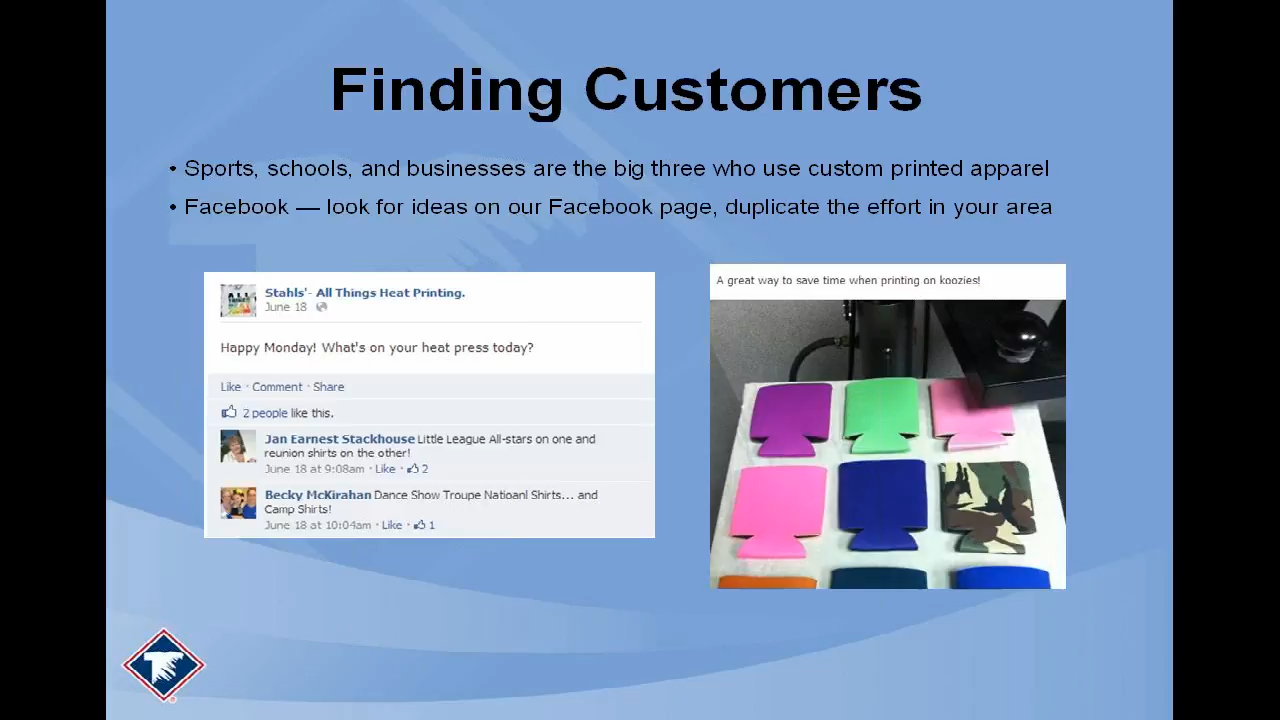 Finding Customers
• Sports, schools, and businesses are the big three who use custom printed apparel
• Facebook — look for ideas on our Facebook page, duplicate the effort in your area
Stahls'- All Things Heat Printing.
June 18
Happy Monday! What's on your heat press today?
Like · Comment · Share
2 people like this.
Jan Earnest Stackhouse Little League All-stars on one and
reunion shirts on the other!
June 18 at 9:08am · Like · 2
Becky McKirahan Dance Show Troupe Natioanl Shirts... and
Camp Shirts!
June 18 at 10:04am · Like · 1
A great way to save time when printing on koozies!